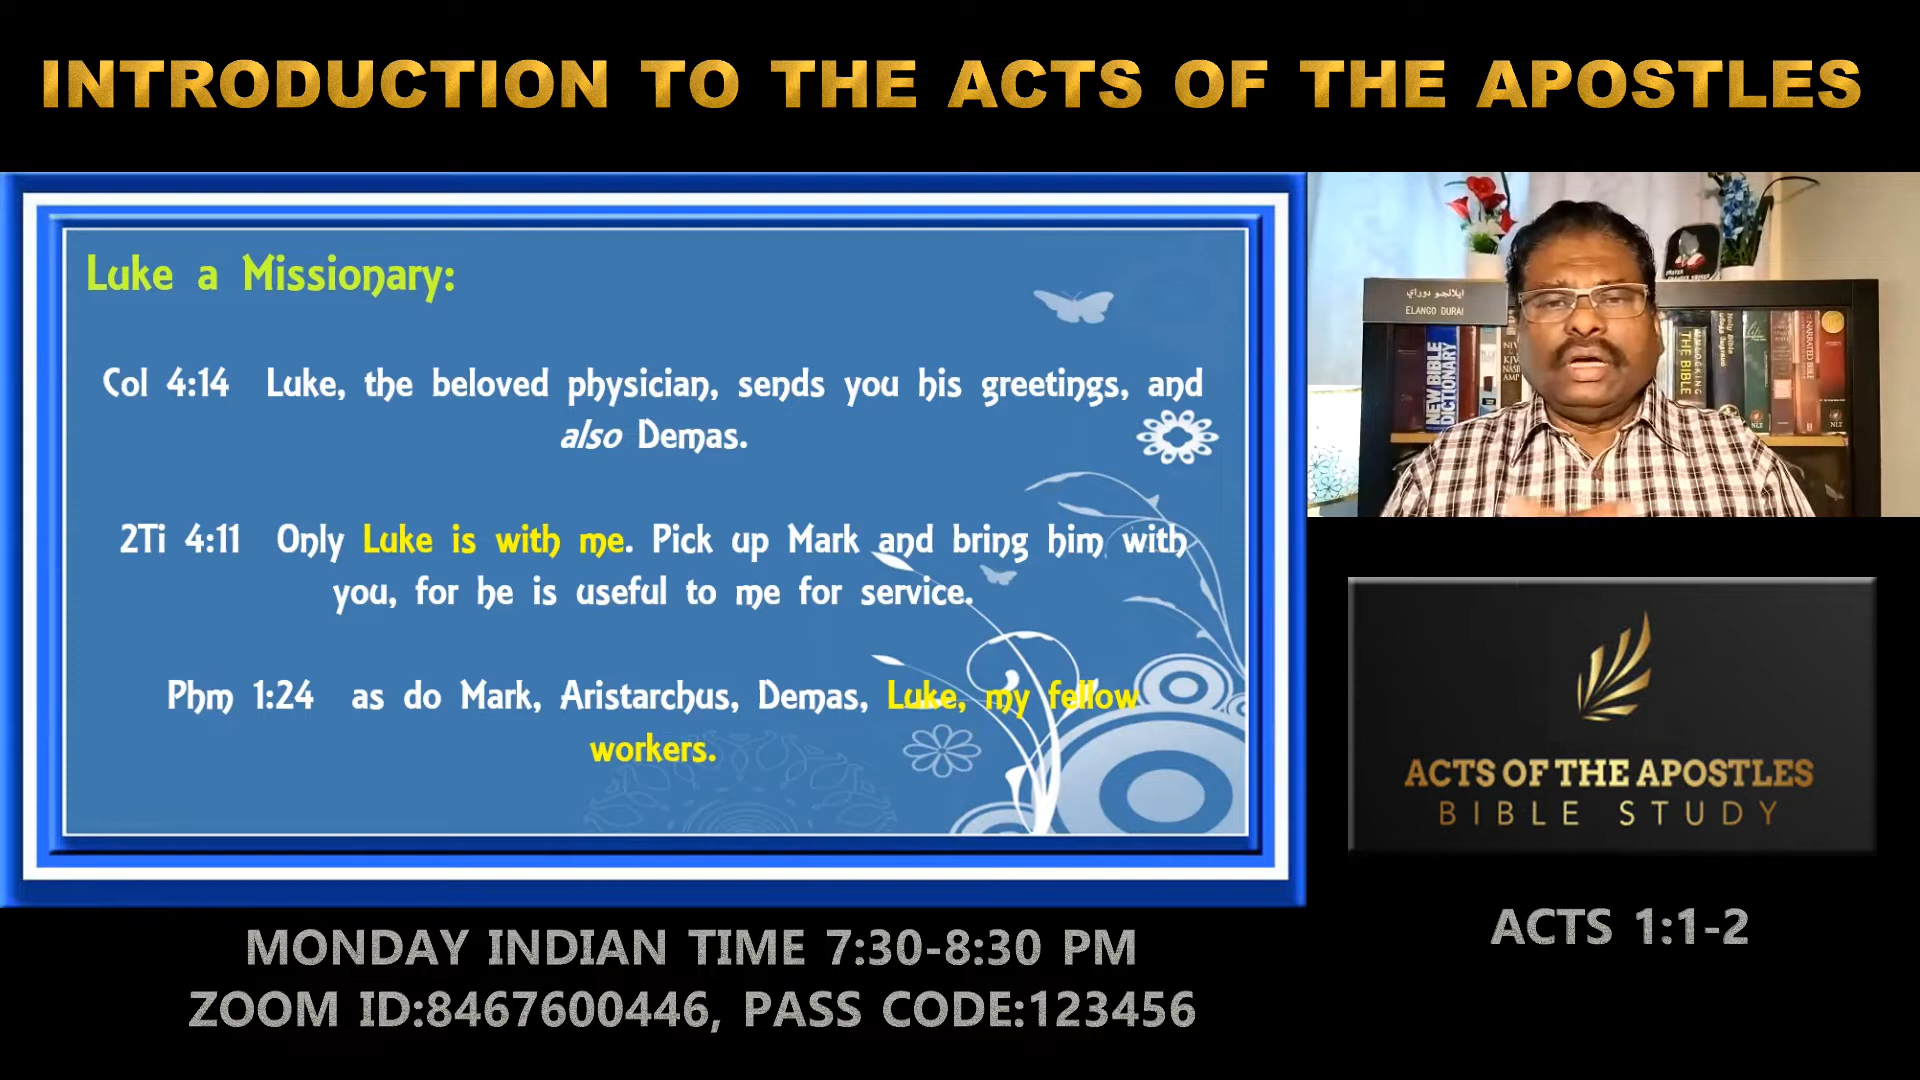 INTRODUCTION TO THE ACTS OF THE APOSTLES
Luke a Missionary:
Col 4:14 Luke, the beloved physician, sends you his greetings, and
also Demas.
2Ti 4:11 Only Luke is with me. Pick up Mark and bring him with
you, for he is useful to me for service.
Phm 1:24 as do Mark, Aristarchus, Demas, Luke, my fellow
workers.
ايلانجو دوراي
ELANGO DURAI
NEW BIBLE
DICTIONARY
THE BIBLE
NLT
ACTS OF THE APOSTLES
BIBLE STUDY
ACTS 1:1-2
MONDAY INDIAN TIME 7:30-8:30 PM
ZOOM ID:8467600446, PASS CODE:123456